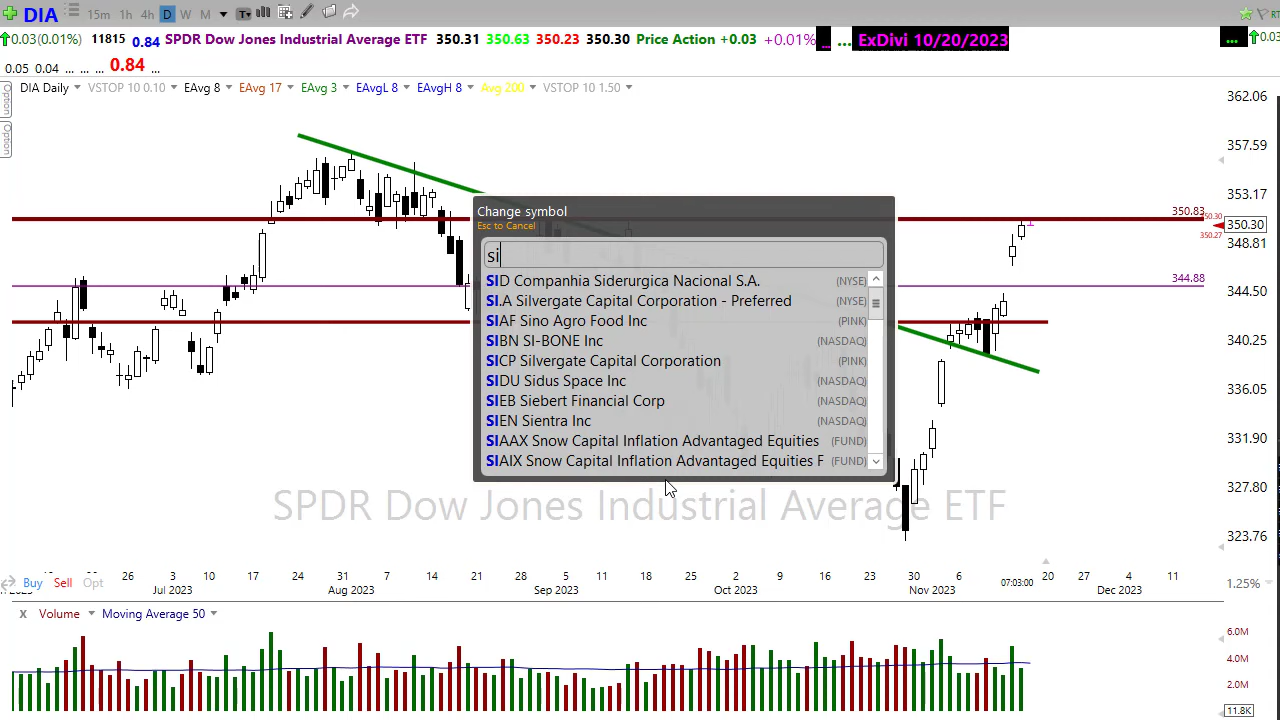 DIA 15m 1h 4h D W M T RT
0.03(0.01%) 11815 0.84 SPDR Dow Jones Industrial Average ETF 350.31 350.63 350.23 350.30 Price Action +0.03 +0.01% ... ... ExDivi 10/20/2023 ... 0.03
0.05 0.04 ... ... ... 0.84 ...
Option
Option
DIA Daily VSTOP 10 0.10 EAvg 8 EAvg 17 EAvg 3 EAvgL 8 EAvgH 8 Avg 200 VSTOP 10 1.50
362.06
357.59
353.17
350.83
350.30
350.30
350.27
348.81
344.88
344.50
340.25
336.05
331.90
327.80
323.76
Change symbol
Esc to Cancel
si
SID Companhia Siderurgica Nacional S.A. (NYSE)
SI.A Silvergate Capital Corporation - Preferred (NYSE)
SIAF Sino Agro Food Inc (PINK)
SIBN SI-BONE Inc (NASDAQ)
SICP Silvergate Capital Corporation (PINK)
SIDU Sidus Space Inc (NASDAQ)
SIEB Siebert Financial Corp (NASDAQ)
SIEN Sientra Inc (NASDAQ)
SIAAX Snow Capital Inflation Advantaged Equities (FUND)
SIAIX Snow Capital Inflation Advantaged Equities F (FUND)
SPDR Dow Jones Industrial Average ETF
Buy Sell Opt
26 3 10 17 24 31 7 14 21 28 5 11 18 25 2 9 16 23 30 6 07:03:00 20 27 4 11 1.25%
Jul 2023 Aug 2023 Sep 2023 Oct 2023 Nov 2023 Dec 2023
X Volume Moving Average 50
6.0M
4.0M
2.0M
11.8K